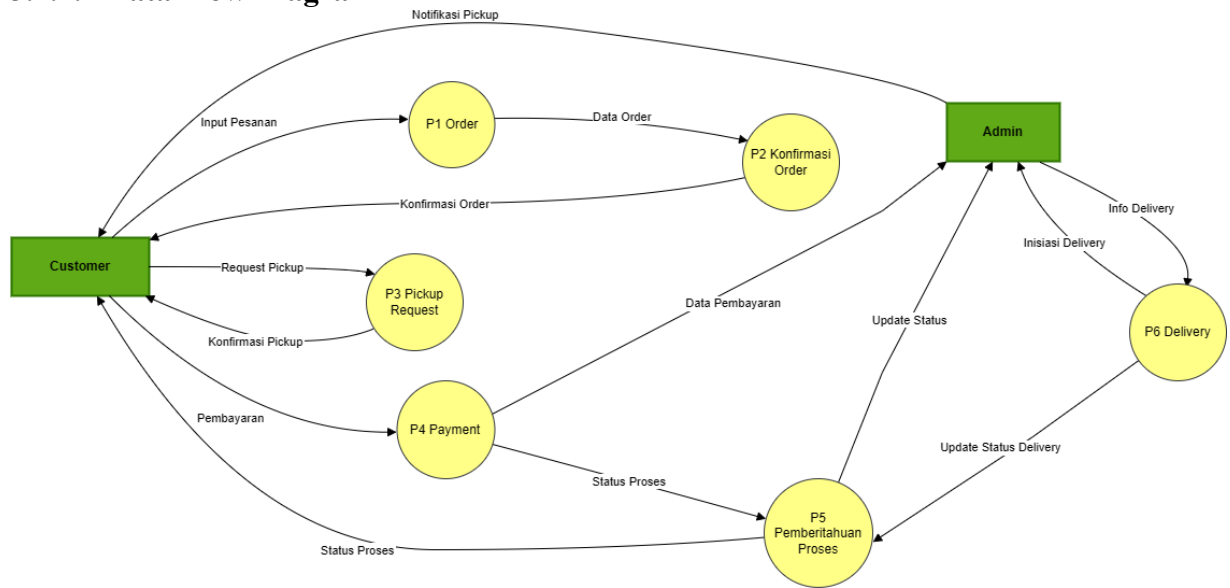 Notifikasi Pickup
Input Pesanan
P1 Order
Data Order
P2 Konfirmasi
Order
Admin
Konfirmasi Order
Info Delivery
Inisiasi Delivery
Customer
Request Pickup
P3 Pickup
Request
Konfirmasi Pickup
Data Pembayaran
Update Status
P6 Delivery
Pembayaran
P4 Payment
Update Status Delivery
Status Proses
P5
Pemberitahuan
Proses
Status Proses